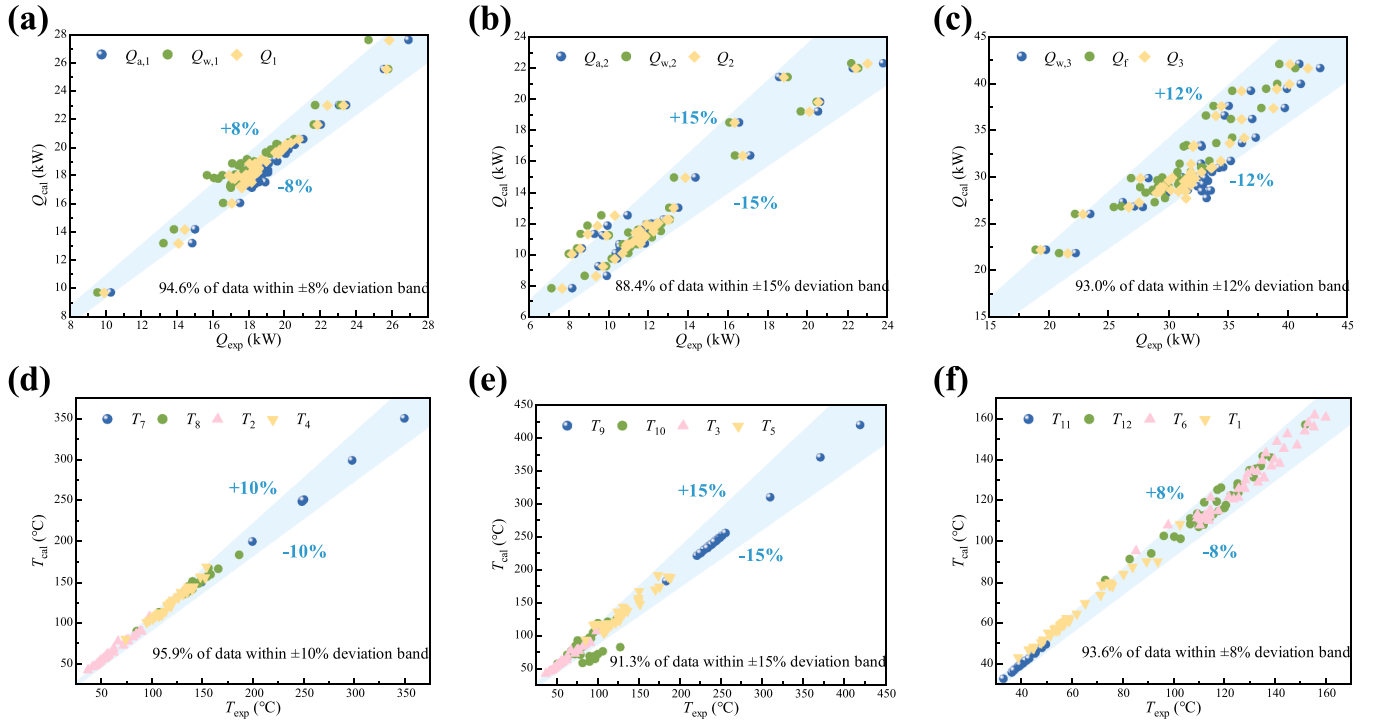 (a)
28
26
24
22
20
18
16
14
12
10
8
8 10 12 14 16 18 20 22 24 26 28
Qcal (kW)
Qexp (kW)
Qa,1 Qw,1 Q1
+8%
-8%
94.6% of data within ±8% deviation band
(b)
24
22
20
18
16
14
12
10
8
6
6 8 10 12 14 16 18 20 22 24
Qcal (kW)
Qexp (kW)
Qa,2 Qw,2 Q2
+15%
-15%
88.4% of data within ±15% deviation band
(c)
45
40
35
30
25
20
15
15 20 25 30 35 40 45
Qcal (kW)
Qexp (kW)
Qw,3 Qf Q3
+12%
-12%
93.0% of data within ±12% deviation band
(d)
350
300
250
200
150
100
50
50 100 150 200 250 300 350
Tcal (°C)
Texp (°C)
T7 T8 T2 T4
+10%
-10%
95.9% of data within ±10% deviation band
(e)
450
400
350
300
250
200
150
100
50
50 100 150 200 250 300 350 400 450
Tcal (°C)
Texp (°C)
T9 T10 T3 T5
+15%
-15%
91.3% of data within ±15% deviation band
(f)
160
140
120
100
80
60
40
40 60 80 100 120 140 160
Tcal (°C)
Texp (°C)
T11 T12 T6 T1
+8%
-8%
93.6% of data within ±8% deviation band